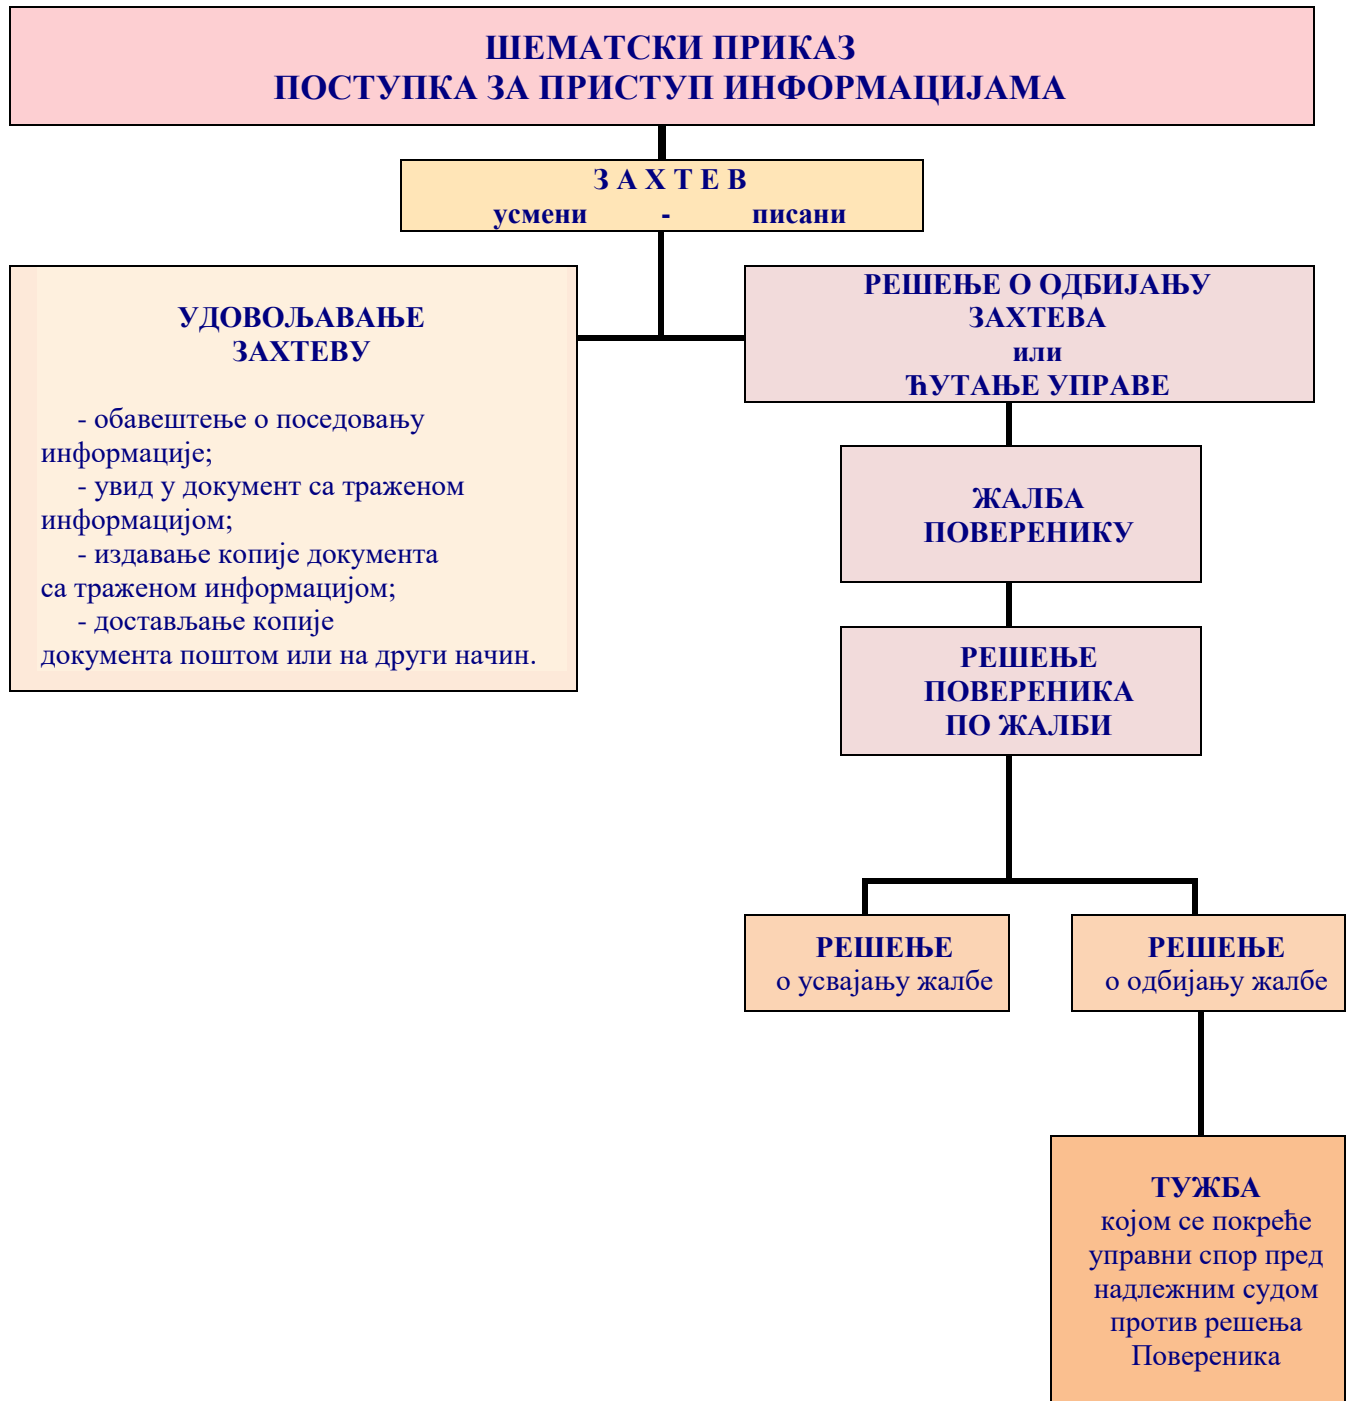 ШЕМАТСКИ ПРИКАЗ
ПОСТУПКА ЗА ПРИСТУП ИНФОРМАЦИЈАМА
З А Х Т Е В
усмени - писани
УДОВОЉАВАЊЕ
ЗАХТЕВУ
- обавештење о поседовању
информације;
- увид у документ са траженом
информацијом;
- издавање копије документа
са траженом информацијом;
- достављање копије
документа поштом или на други начин.
РЕШЕЊЕ О ОДБИЈАЊУ
ЗАХТЕВА
или
ЋУТАЊЕ УПРАВЕ
ЖАЛБА
ПОВЕРЕНИКУ
РЕШЕЊЕ
ПОВЕРЕНИКА
ПО ЖАЛБИ
РЕШЕЊЕ
о усвајању жалбе
РЕШЕЊЕ
о одбијању жалбе
ТУЖБА
којом се покреће
управни спор пред
надлежним судом
против решења
Повереника